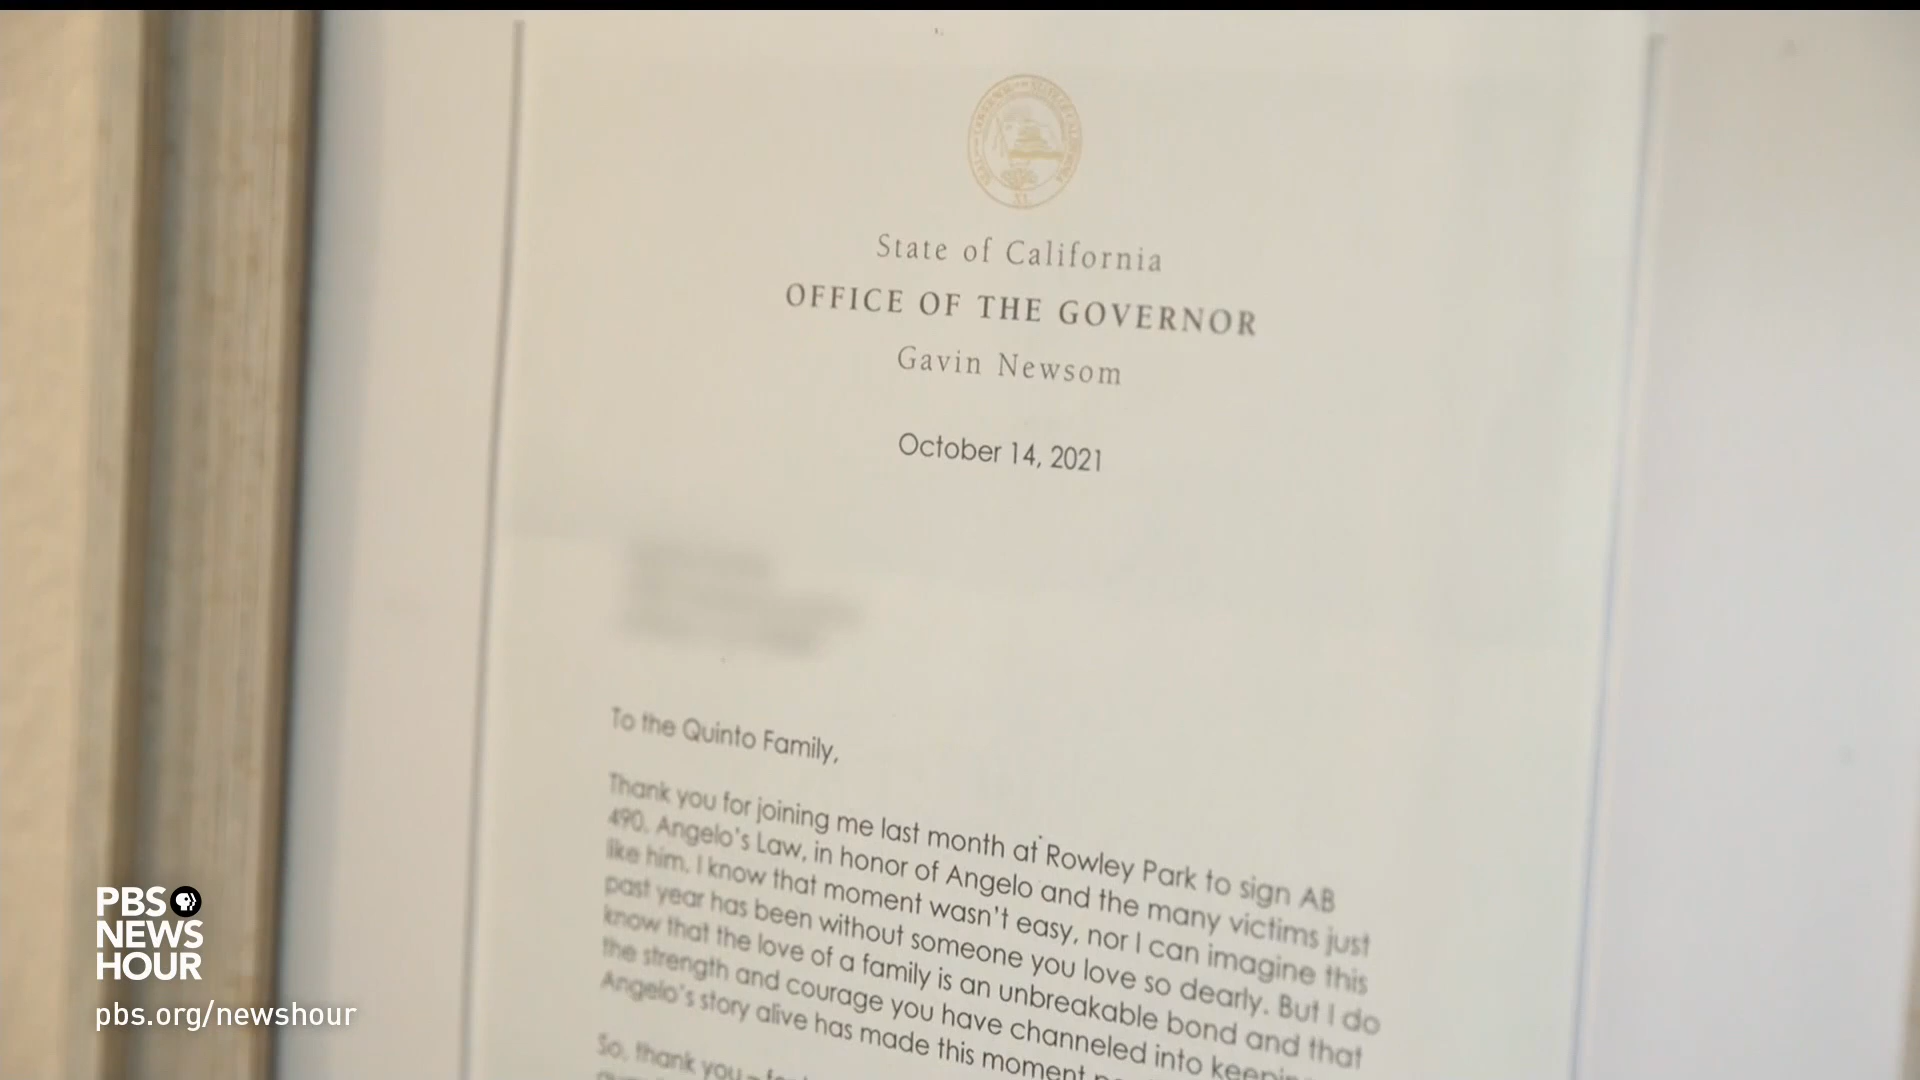 State of California
OFFICE OF THE GOVERNOR
Gavin Newsom
October 14, 2021
To the Quinto Family,
Thank you for joining me last month at Rowley Park to sign AB
490, Angelo's Law, in honor of Angelo and the many victims just
like him. I know that moment wasn't easy, nor I can imagine this
past year has been without someone you love so dearly. But I do
know that the love of a family is an unbreakable bond and that
the strength and courage you have channeled into
Angelo's story alive has made this moment
So, thank you –
PBS
NEWS
HOUR
pbs.org/newshour